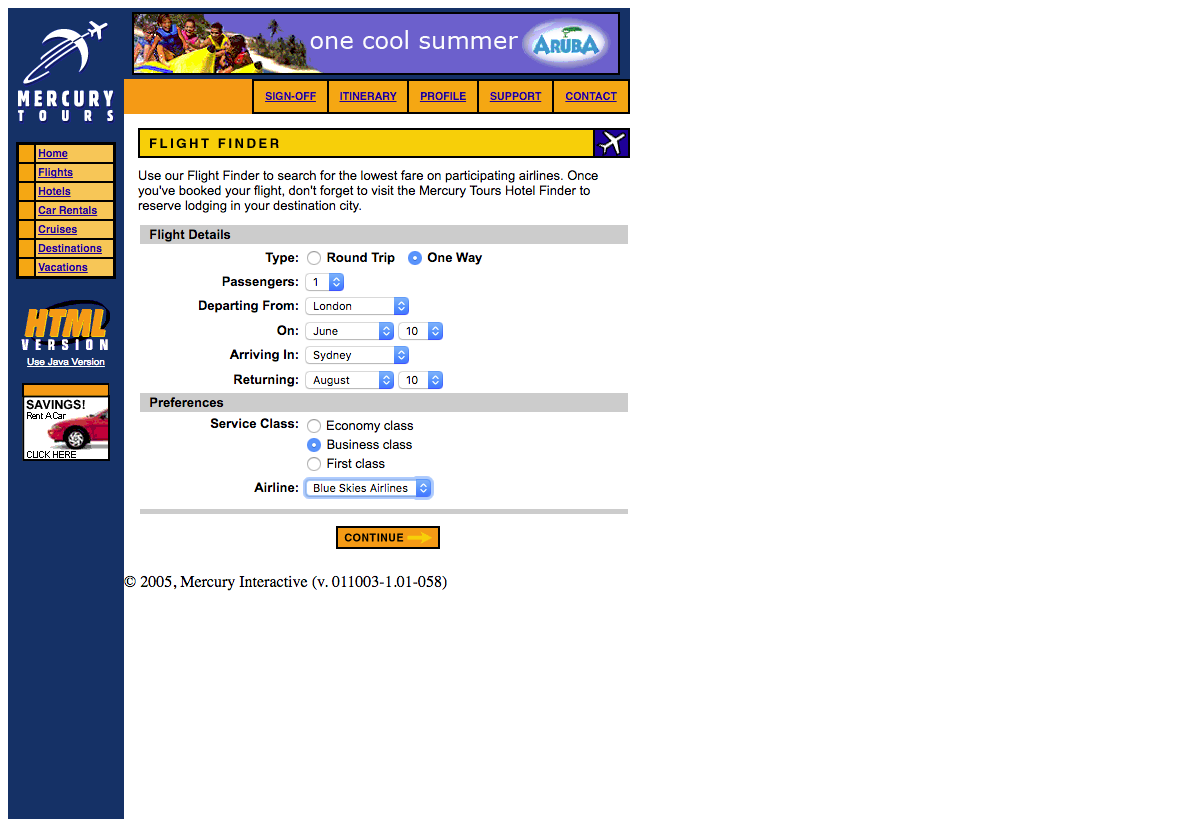 one cool summer ARUBA
MERCURY
TOURS
SIGN-OFF ITINERARY PROFILE SUPPORT CONTACT
Home
Flights
Hotels
Car Rentals
Cruises
Destinations
Vacations
HTML
VERSION
Use Java Version
SAVINGS!
Rent A Car
CLICK HERE
FLIGHT FINDER
Use our Flight Finder to search for the lowest fare on participating airlines. Once
you've booked your flight, don't forget to visit the Mercury Tours Hotel Finder to
reserve lodging in your destination city.
Flight Details
Type: Round Trip One Way
Passengers: 1
Departing From: London
On: June 10
Arriving In: Sydney
Returning: August 10
Preferences
Service Class: Economy class
Business class
First class
Airline: Blue Skies Airlines
CONTINUE
© 2005, Mercury Interactive (v. 011003-1.01-058)